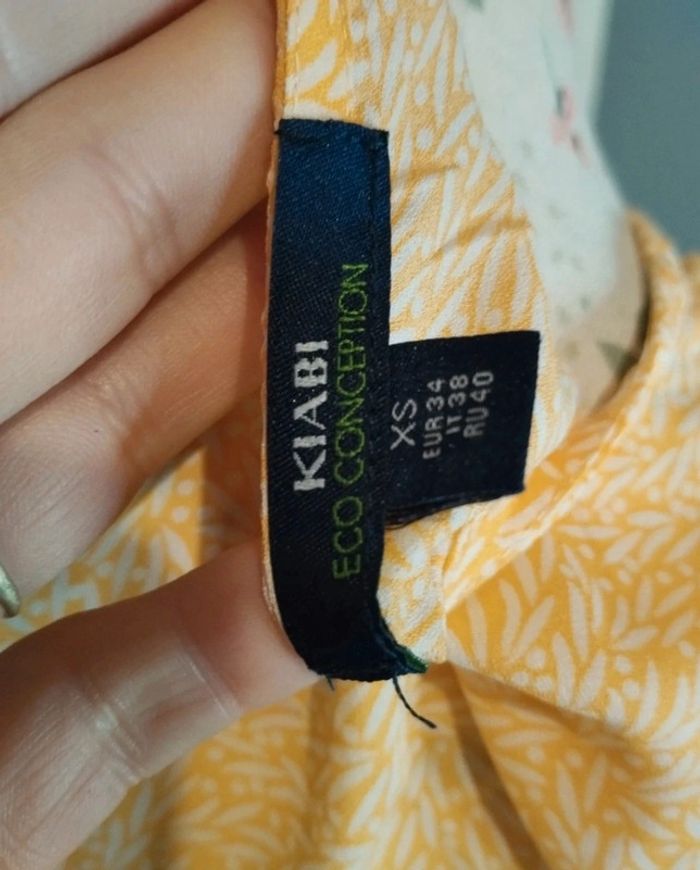 KIABI
ECO CONCEPTION
XS
EUR 34
IT 38
RU 40